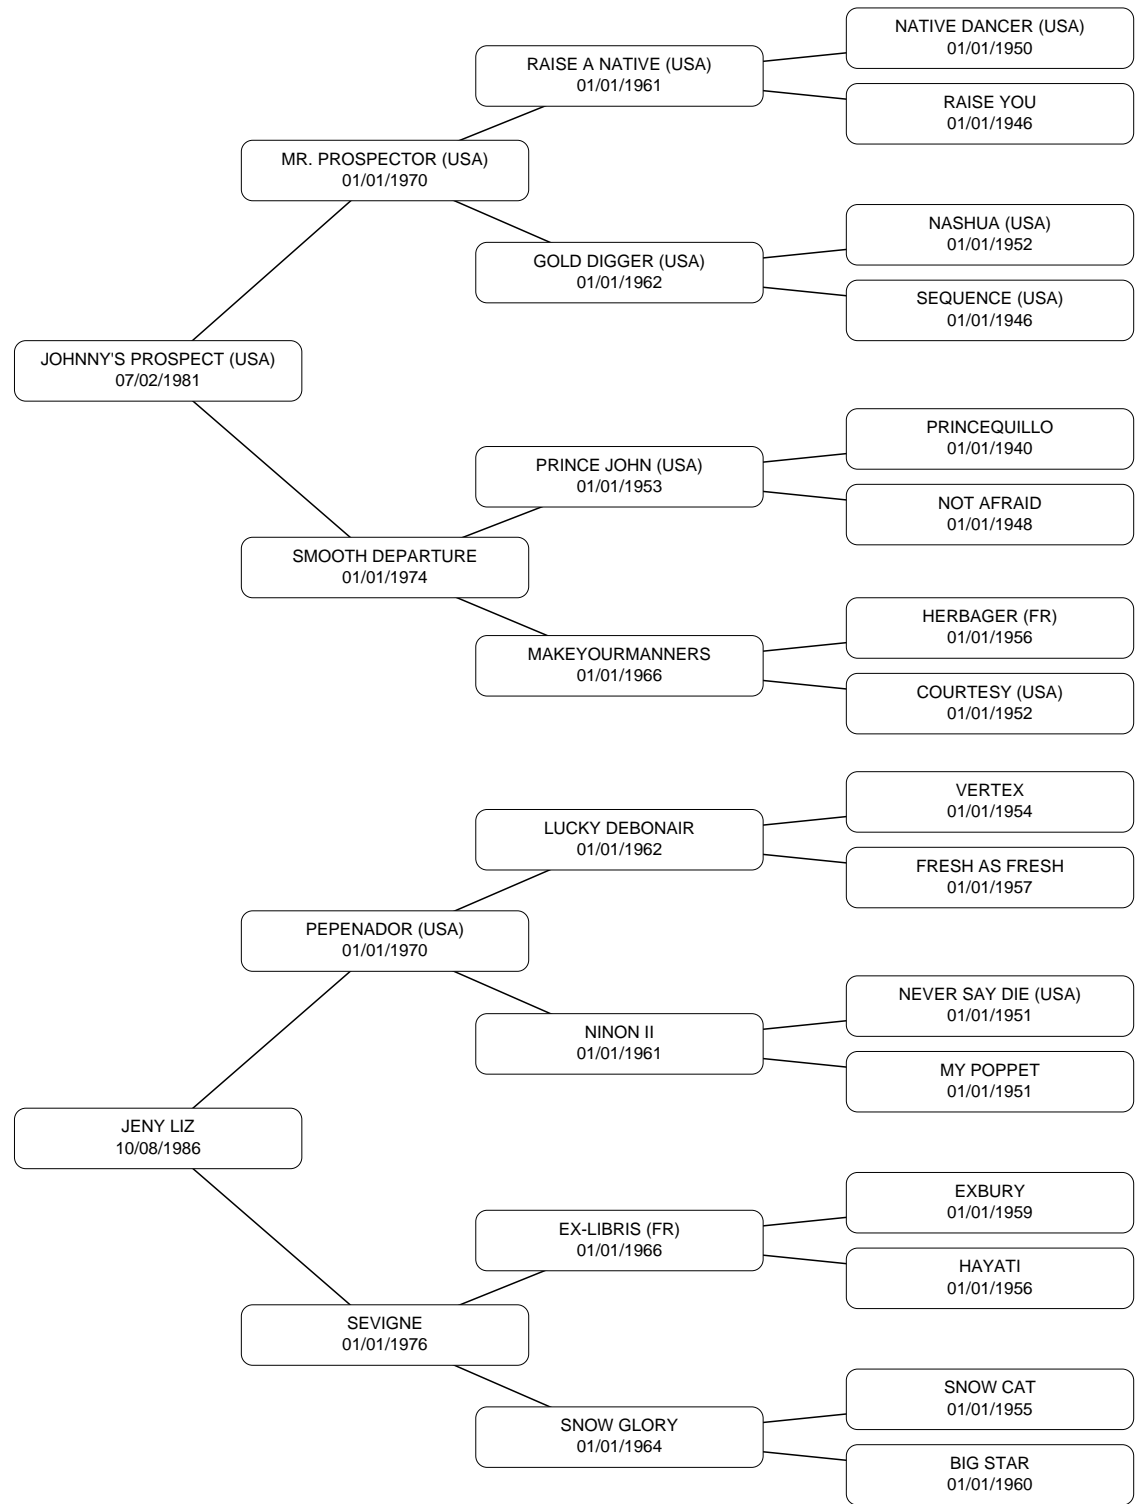 NATIVE DANCER (USA)
01/01/1950
RAISE A NATIVE (USA)
01/01/1961
RAISE YOU
01/01/1946
MR. PROSPECTOR (USA)
01/01/1970
NASHUA (USA)
01/01/1952
GOLD DIGGER (USA)
01/01/1962
SEQUENCE (USA)
01/01/1946
JOHNNY'S PROSPECT (USA)
07/02/1981
PRINCEQUILLO
01/01/1940
PRINCE JOHN (USA)
01/01/1953
NOT AFRAID
01/01/1948
SMOOTH DEPARTURE
01/01/1974
HERBAGER (FR)
01/01/1956
MAKEYOURMANNERS
01/01/1966
COURTESY (USA)
01/01/1952
VERTEX
01/01/1954
LUCKY DEBONAIR
01/01/1962
FRESH AS FRESH
01/01/1957
PEPENADOR (USA)
01/01/1970
NEVER SAY DIE (USA)
01/01/1951
NINON II
01/01/1961
MY POPPET
01/01/1951
JENY LIZ
10/08/1986
EXBURY
01/01/1959
EX-LIBRIS (FR)
01/01/1966
HAYATI
01/01/1956
SEVIGNE
01/01/1976
SNOW CAT
01/01/1955
SNOW GLORY
01/01/1964
BIG STAR
01/01/1960